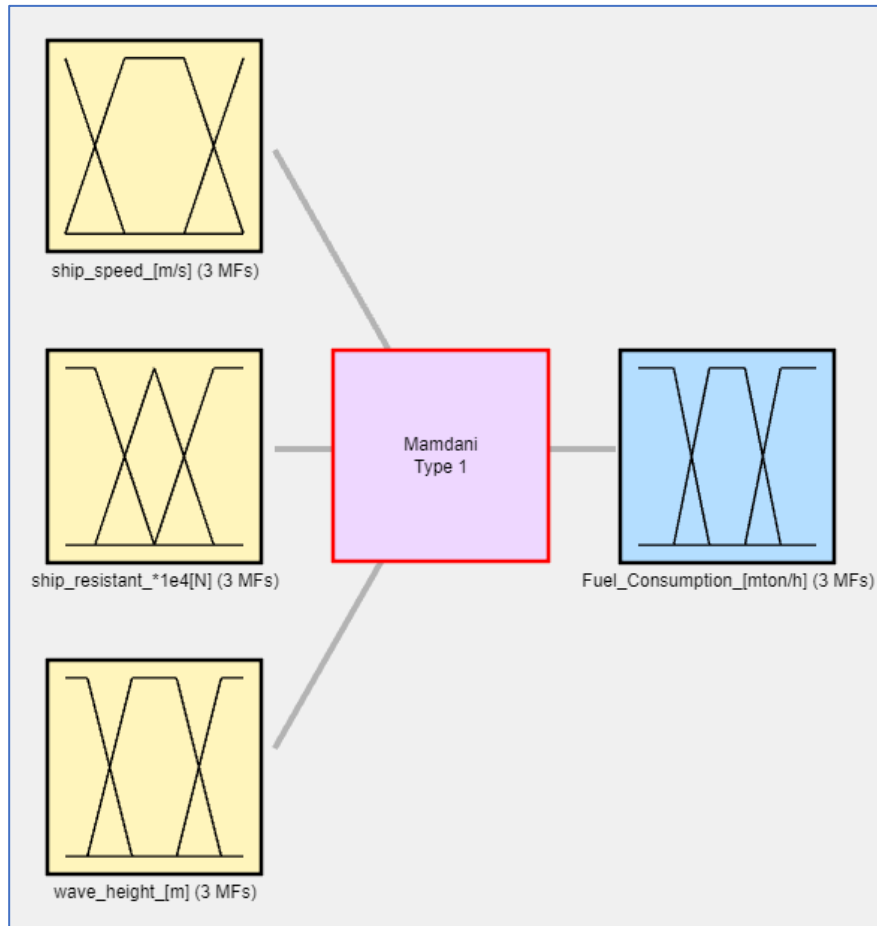 ship_speed_[m/s] (3 MFs)
ship_resistant_*1e4[N] (3 MFs)
Mamdani
Type 1
Fuel_Consumption_[mton/h] (3 MFs)
wave_height_[m] (3 MFs)